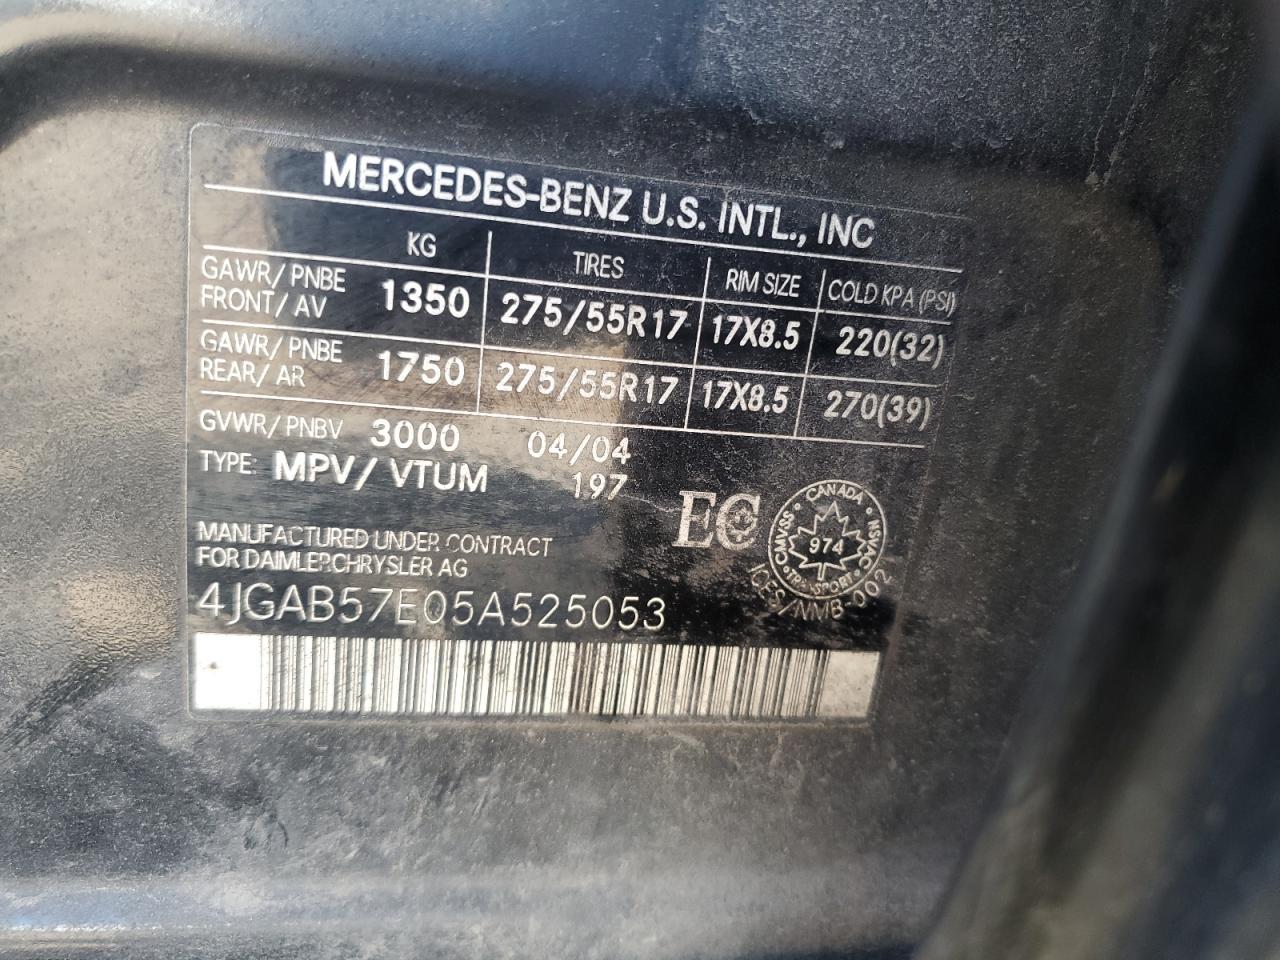 MERCEDES-BENZ U.S. INTL., INC
KG TIRES RIM SIZE COLD KPA (PSI)
GAWR/PNBE
FRONT/AV 1350 275/55R17 17X8.5 220(32)
GAWR/PNBE
REAR/AR 1750 275/55R17 17X8.5 270(39)
GVWR/PNBV 3000 04/04
TYPE: MPV/VTUM 197
MANUFACTURED UNDER CONTRACT
FOR DAIMLERCHRYSLER AG
EC
CANADA
CMVSS NSVAC
974
TRANSPORT
ICES/NMB-002
4JGAB57E05A525053